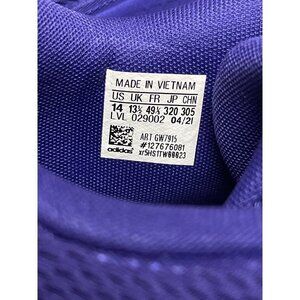 MADE IN VIETNAM
US UK FR JP CHN
14 13½ 49⅓ 320 305
LVL 029002 04/21
ART GW7915
#127676081
adidas